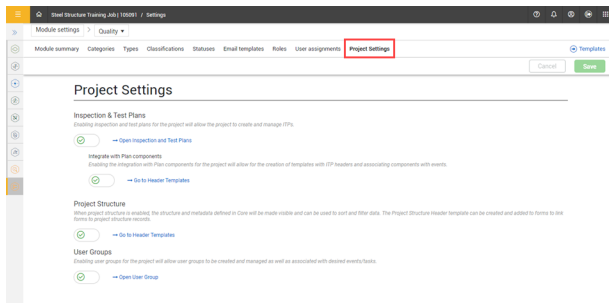 Steel Structure Training Job | 105091 / Settings
Module settings > Quality
Module summary Categories Types Classifications Statuses Email templates Roles User assignments Project Settings Templates
Cancel Save
Project Settings
Inspection & Test Plans
Enabling inspection and test plans for the project will allow the project to create and manage ITPs.
Open Inspection and Test Plans
Integrate with Plan components
Enabling the integration with Plan components for the project will allow for the creation of templates with ITP headers and associating components with events.
Go to Header Templates
Project Structure
When project structure is enabled, the structure and metadata defined in Core will be made visible and can be used to sort and filter data. The Project Structure Header template can be created and added to forms to link
forms to project structure records.
Go to Header Templates
User Groups
Enabling user groups for the project will allow user groups to be created and managed as well as associated with desired events/tasks.
Open User Group